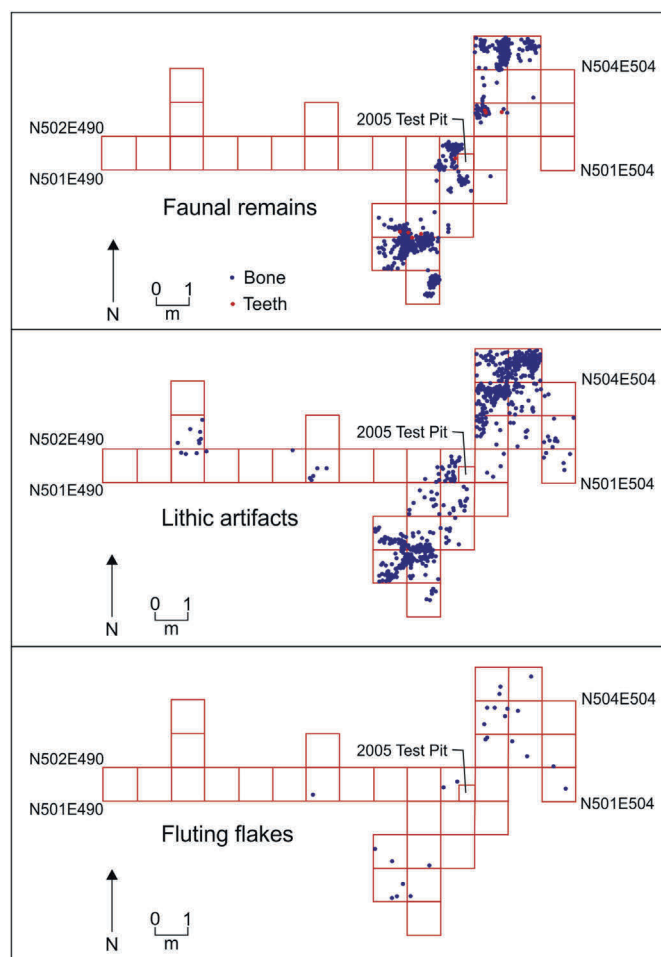 N504E504
N502E490
2005 Test Pit
N501E490
N501E504
Faunal remains
0 1
m
N
Bone
Teeth
N504E504
N502E490
2005 Test Pit
N501E490
N501E504
Lithic artifacts
0 1
m
N
N504E504
N502E490
2005 Test Pit
N501E490
N501E504
Fluting flakes
0 1
m
N